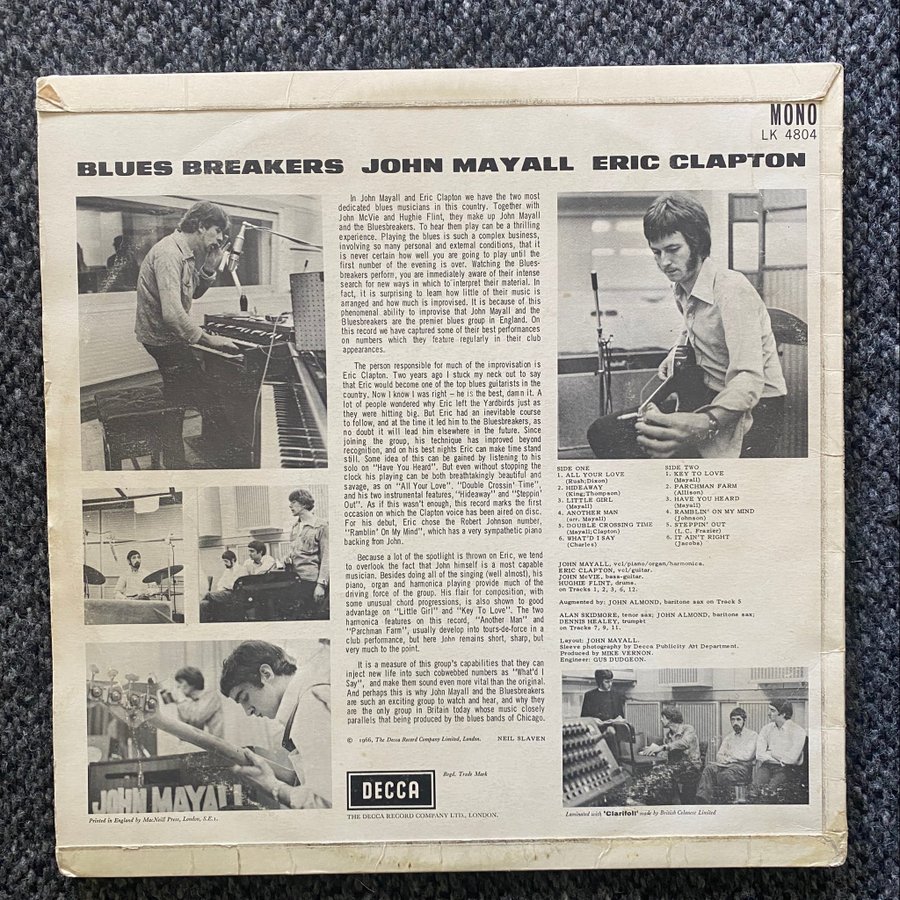 MONO
LK 4804
BLUES BREAKERS JOHN MAYALL ERIC CLAPTON
In John Mayall and Eric Clapton we have the two most
dedicated blues musicians in this country. Together with
John McVie and Hughie Flint, they make up John Mayall
and the Bluesbreakers. To hear them play can be a thrilling
experience. Playing the blues is such a complex business,
involving so many personal and external conditions, that it
is never certain how well you are going to play until the
first number of the evening is over. Watching the Blues-
breakers perform, you are immediately aware of their intense
search for new ways in which to interpret their material. In
fact, it is surprising to learn how little of their music is
arranged and how much is improvised. It is because of this
phenomenal ability to improvise that John Mayall and the
Bluesbreakers are the premier blues group in England. On
this record we have captured some of their best performances
on numbers which they feature regularly in their club
appearances.
The person responsible for much of the improvisation is
Eric Clapton. Two years ago I stuck my neck out to say
that Eric would become one of the top blues guitarists in the
country. Now I know I was right – he is the best, damn it. A
lot of people wondered why Eric left the Yardbirds just as
they were hitting big. But Eric had an inevitable course
to follow, and at the time it led him to the Bluesbreakers, as
no doubt it will lead him elsewhere in the future. Since
joining the group, his technique has improved beyond
recognition, and on his best nights Eric can make time stand
still. Some idea of this can be gained by listening to his
solo on "Have You Heard". But even without stopping the
clock his playing can be both breathtakingly beautiful and
savage, as on "All Your Love", "Double Crossin' Time",
and his two instrumental features, "Hideaway" and "Steppin'
Out". As if this wasn't enough, this record marks the first
occasion on which the Clapton voice has been aired on disc.
For his debut, Eric chose the Robert Johnson number,
"Ramblin' On My Mind", which has a very sympathetic piano
backing from John.
Because a lot of the spotlight is thrown on Eric, we tend
to overlook the fact that John himself is a most capable
musician. Besides doing all of the singing (well almost), his
piano, organ and harmonica playing provide much of the
driving force of the group. His flair for composition, with
some unusual chord progressions, is also shown to good
advantage on "Little Girl" and "Key To Love". The two
harmonica features on this record, "Another Man" and
"Parchman Farm", usually develop into tours-de-force in a
club performance, but here John remains short, sharp, but
very much to the point.
It is a measure of this group's capabilities that they can
inject new life into such cobwebbed numbers as "What'd I
Say", and make them sound even more vital than the original.
And perhaps this is why John Mayall and the Bluesbreakers
are such an exciting group to watch and hear, and why they
are the only group in Britain today whose music closely
parallels that being produced by the blues bands of Chicago.
© 1966, The Decca Record Company Limited, London. NEIL SLAVEN
Regd. Trade Mark
DECCA
THE DECCA RECORD COMPANY LTD., LONDON.
SIDE ONE
1. ALL YOUR LOVE
(Rush;Dixon)
2. HIDEAWAY
(King;Thompson)
3. LITTLE GIRL
(Mayall)
4. ANOTHER MAN
(arr. Mayall)
5. DOUBLE CROSSING TIME
(Mayall;Clapton)
6. WHAT'D I SAY
(Charles)
SIDE TWO
1. KEY TO LOVE
(Mayall)
2. PARCHMAN FARM
(Allison)
3. HAVE YOU HEARD
(Mayall)
4. RAMBLIN' ON MY MIND
(Johnson)
5. STEPPIN' OUT
(L.C. Frazier)
6. IT AIN'T RIGHT
(Jacobs)
JOHN MAYALL, vcl/piano/organ/harmonica.
ERIC CLAPTON, vcl/guitar.
JOHN McVIE, bass-guitar.
HUGHIE FLINT, drums.
on Tracks 1, 2, 3, 6, 12.
Augmented by: JOHN ALMOND, baritone sax on Track 5
ALAN SKIDMORE, tenor sax; JOHN ALMOND, baritone sax;
DENNIS HEALEY, trumpet
on Tracks 7, 9, 11.
Layout: JOHN MAYALL.
Sleeve photography by Decca Publicity Art Department.
Produced by MIKE VERNON.
Engineer: GUS DUDGEON.
JOHN MAYALL
Printed in England by MacNeill Press, London, S.E.1.
Laminated with 'Clarifoil' made by British Celanese Limited